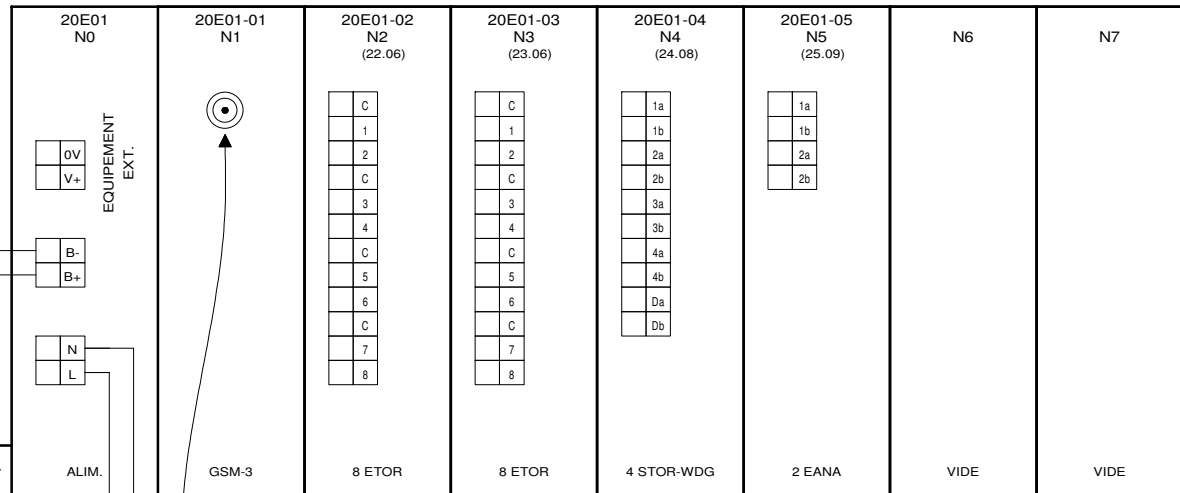 20E01
N0
0V
V+
EQUIPEMENT
EXT.
B-
B+
N
L
ALIM.
20E01-01
N1
GSM-3
20E01-02
N2
(22.06)
C
1
2
C
3
4
C
5
6
C
7
8
8 ETOR
20E01-03
N3
(23.06)
C
1
2
C
3
4
C
5
6
C
7
8
8 ETOR
20E01-04
N4
(24.08)
1a
1b
2a
2b
3a
3b
4a
4b
Da
Db
4 STOR-WDG
20E01-05
N5
(25.09)
1a
1b
2a
2b
2 EANA
N6
VIDE
N7
VIDE